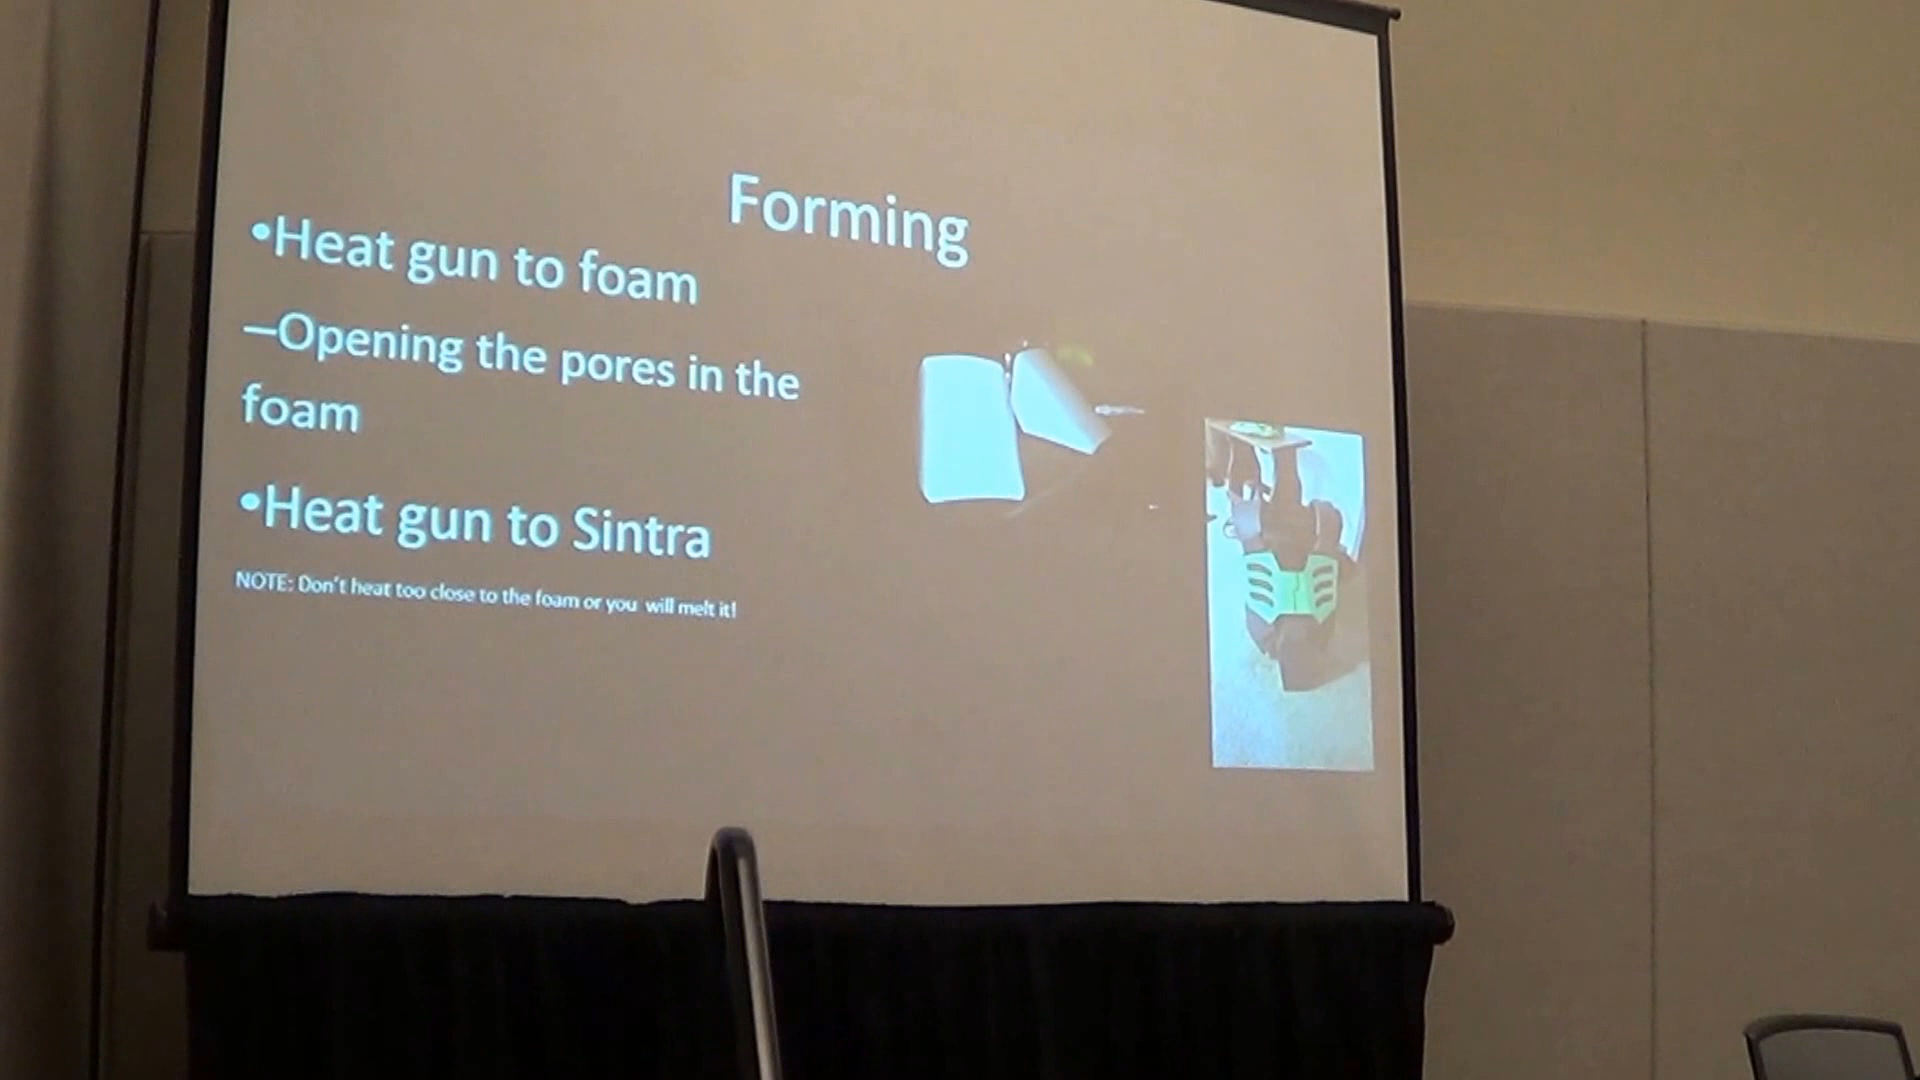 Forming
•Heat gun to foam
–Opening the pores in the
foam
•Heat gun to Sintra
NOTE: Don't heat too close to the foam or you will melt it!